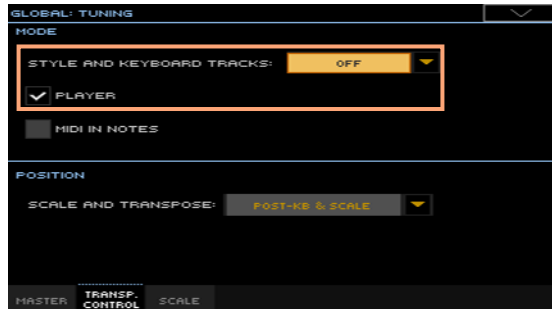 GLOBAL: TUNING
MODE
STYLE AND KEYBOARD TRACKS: OFF
PLAYER
MIDI IN NOTES
POSITION
SCALE AND TRANSPOSE: POST-KB & SCALE
MASTER TRANSP. CONTROL SCALE